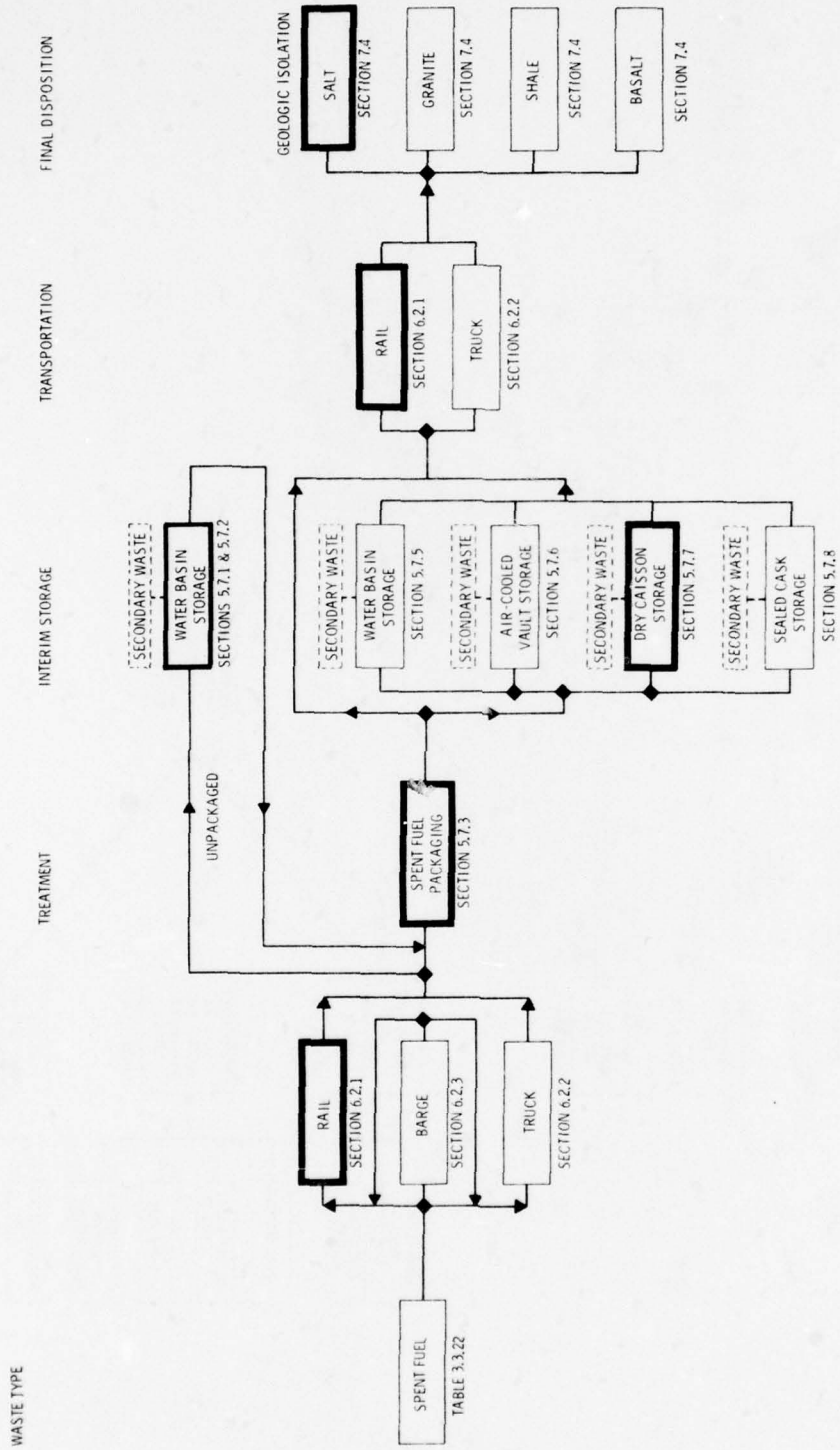 WASTE TYPE
TREATMENT
INTERIM STORAGE
TRANSPORTATION
FINAL DISPOSITION
SPENT FUEL
TABLE 3.3.22
RAIL
SECTION 6.2.1
BARGE
SECTION 6.2.3
TRUCK
SECTION 6.2.2
UNPACKAGED
SPENT FUEL
PACKAGING
SECTION 5.7.3
SECONDARY WASTE
WATER BASIN
STORAGE
SECTIONS 5.7.1 & 5.7.2
SECONDARY WASTE
WATER BASIN
STORAGE
SECTION 5.7.5
SECONDARY WASTE
AIR-COOLED
VAULT STORAGE
SECTION 5.7.6
SECONDARY WASTE
DRY CAISSON
STORAGE
SECTION 5.7.7
SECONDARY WASTE
SEALED CASK
STORAGE
SECTION 5.7.8
RAIL
SECTION 6.2.1
TRUCK
SECTION 6.2.2
GEOLOGIC ISOLATION
SALT
SECTION 7.4
GRANITE
SECTION 7.4
SHALE
SECTION 7.4
BASALT
SECTION 7.4